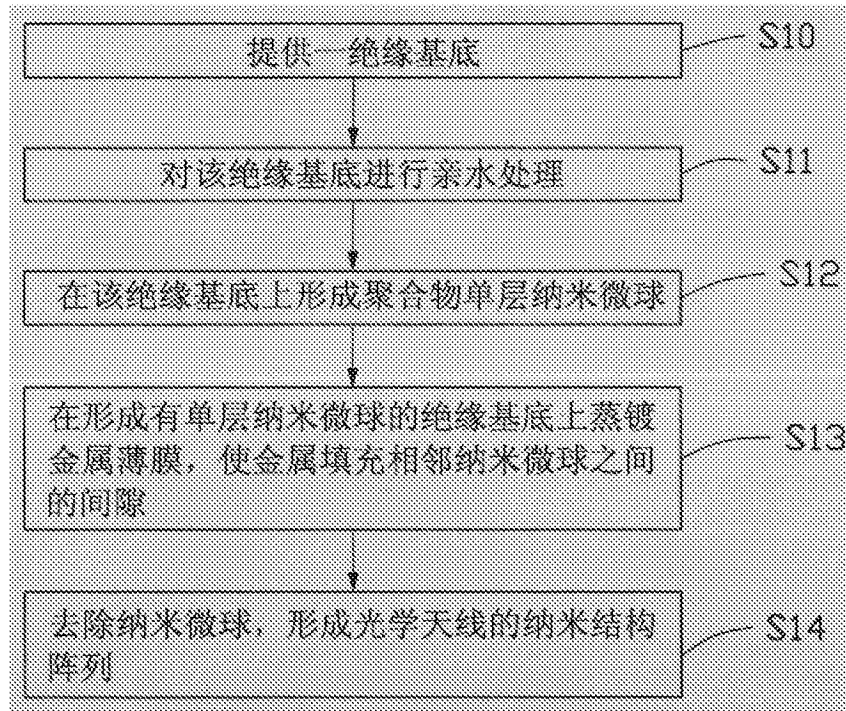 提供一绝缘基底
S10
对该绝缘基底进行亲水处理
S11
在该绝缘基底上形成聚合物单层纳米微球
S12
在形成有单层纳米微球的绝缘基底上蒸镀
金属薄膜，使金属填充相邻纳米微球之间
的间隙
S13
去除纳米微球，形成光学天线的纳米结构
阵列
S14